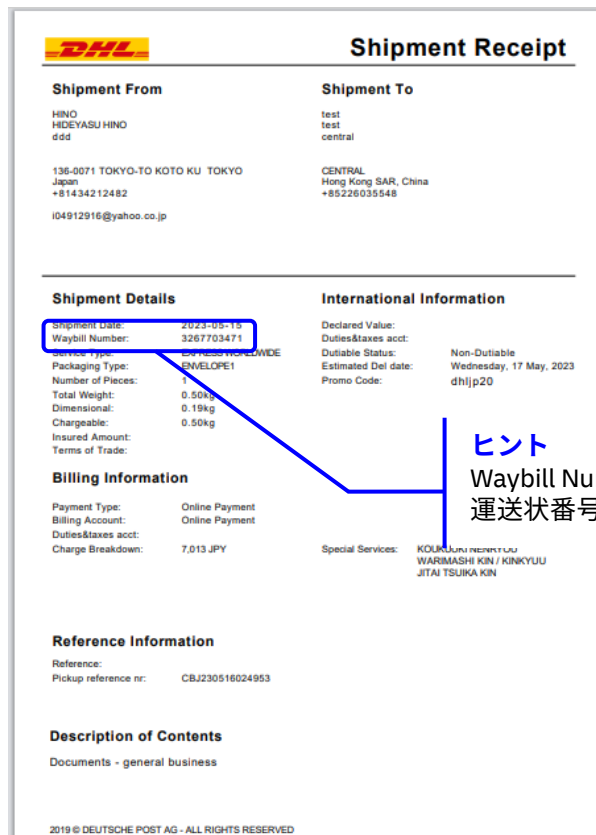 DHL
Shipment Receipt
Shipment From
HINO
HIDEYASU HINO
ddd
136-0071 TOKYO-TO KOTO KU TOKYO
Japan
+81434212482
i04912916@yahoo.co.jp
Shipment To
test
test
central
CENTRAL
Hong Kong SAR, China
+85226035548
Shipment Details
Shipment Date: 2023-05-15
Waybill Number: 3267703471
Service Type: EXPRESS WORLDWIDE
Packaging Type: ENVELOPE1
Number of Pieces: 1
Total Weight: 0.50kg
Dimensional: 0.19kg
Chargeable: 0.50kg
Insured Amount:
Terms of Trade:
International Information
Declared Value:
Duties&taxes acct:
Dutiable Status: Non-Dutiable
Estimated Del date: Wednesday, 17 May, 2023
Promo Code: dhljp20
ヒント
Waybill Nu
運送状番号
Billing Information
Payment Type: Online Payment
Billing Account: Online Payment
Duties&taxes acct:
Charge Breakdown: 7,013 JPY
Special Services: KOUKUUKI NENRYOU
WARIMASHI KIN / KINKYUU
JITAI TSUIKA KIN
Reference Information
Reference:
Pickup reference nr: CBJ230516024953
Description of Contents
Documents - general business
2019 © DEUTSCHE POST AG - ALL RIGHTS RESERVED